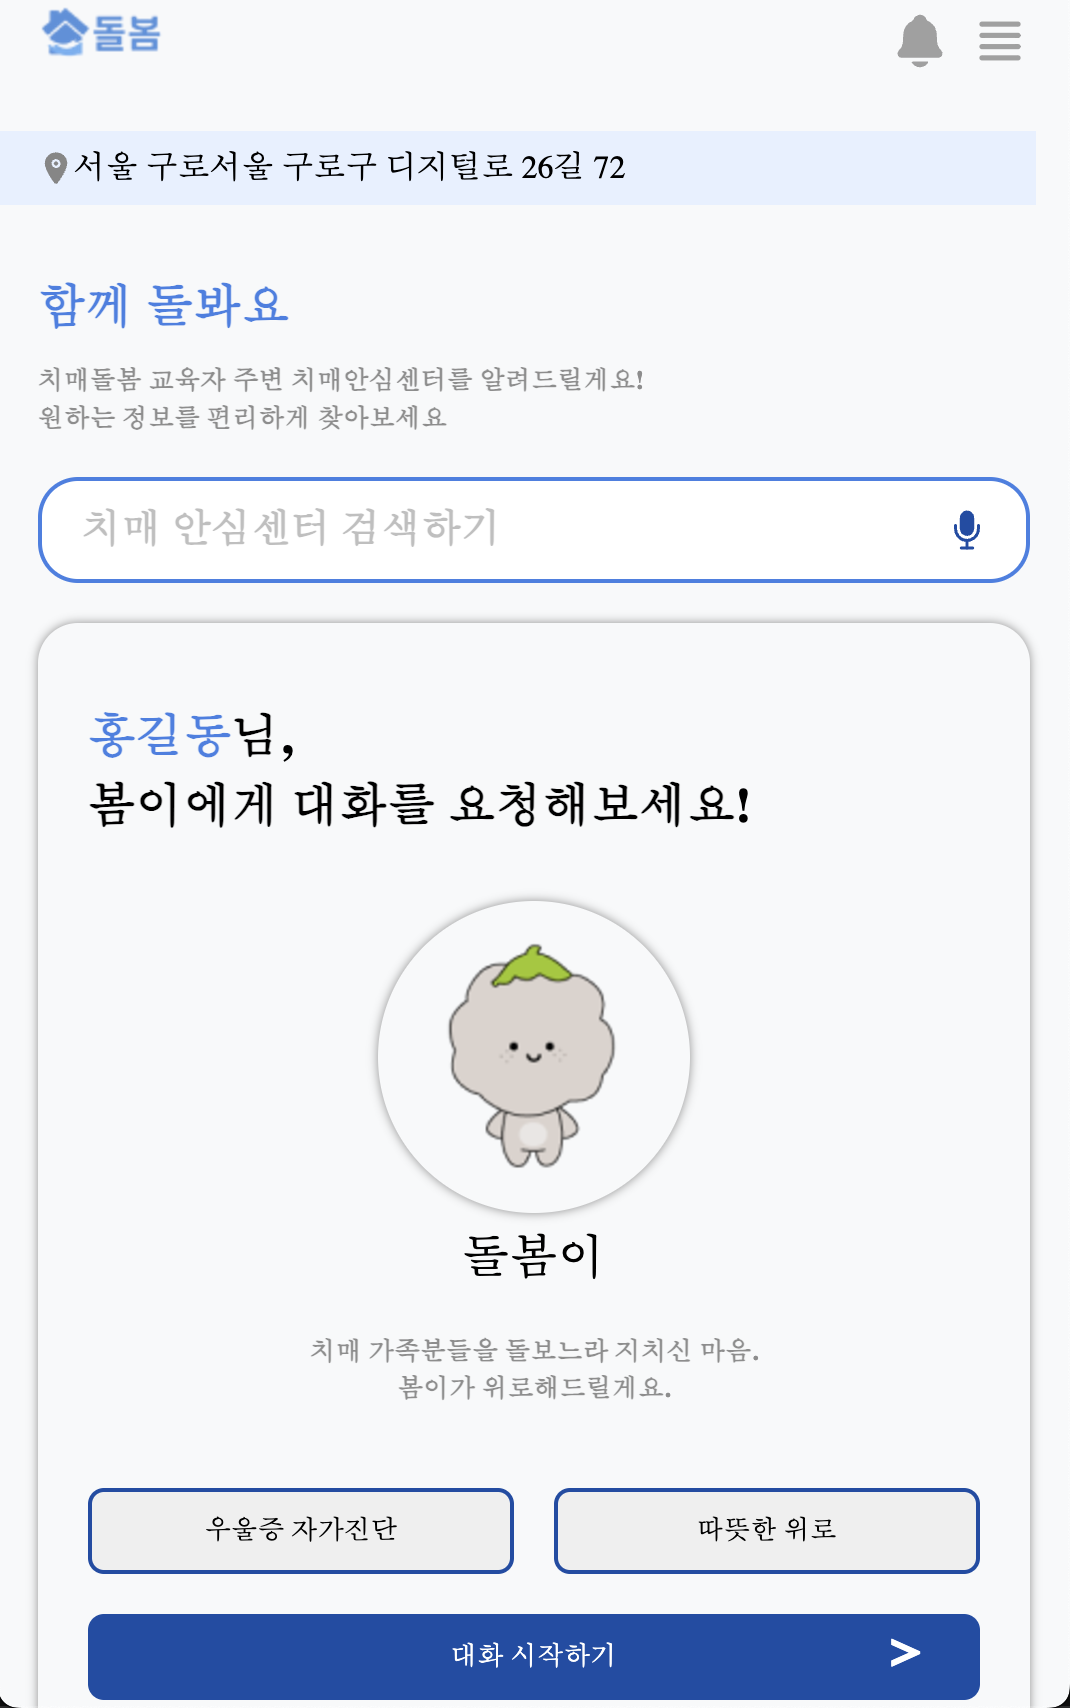 돌봄
서울 구로서울 구로구 디지털로 26길 72
함께 돌봐요
치매돌봄 교육자 주변 치매안심센터를 알려드릴게요!
원하는 정보를 편리하게 찾아보세요
치매 안심센터 검색하기
홍길동님,
봄이에게 대화를 요청해보세요!
돌봄이
치매 가족분들을 돌보느라 지치신 마음.
봄이가 위로해드릴게요.
우울증 자가진단 따뜻한 위로
대화 시작하기 >